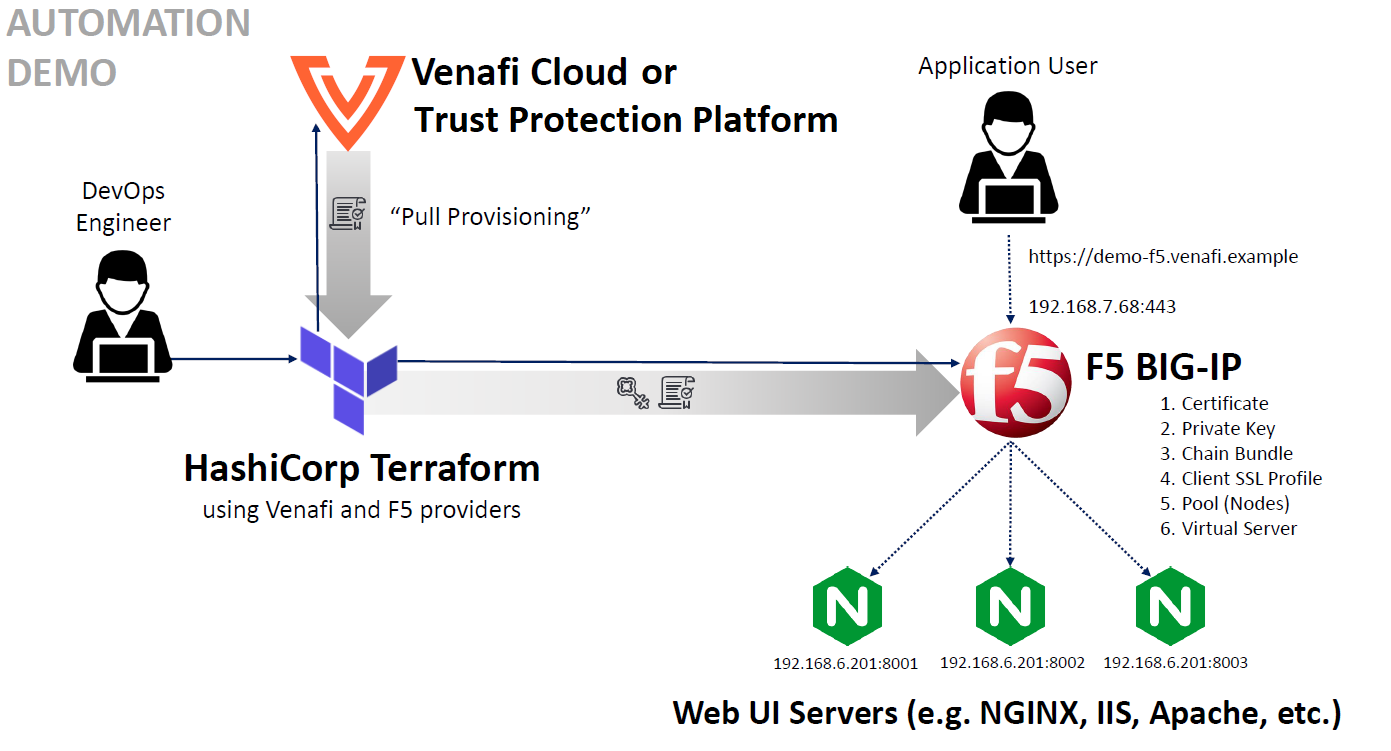 AUTOMATION
DEMO
Venafi Cloud or
Trust Protection Platform
Application User
DevOps
Engineer
“Pull Provisioning”
https://demo-f5.venafi.example
192.168.7.68:443
f5
F5 BIG-IP
1. Certificate
2. Private Key
3. Chain Bundle
4. Client SSL Profile
5. Pool (Nodes)
6. Virtual Server
HashiCorp Terraform
using Venafi and F5 providers
N
N
N
192.168.6.201:8001
192.168.6.201:8002
192.168.6.201:8003
Web UI Servers (e.g. NGINX, IIS, Apache, etc.)